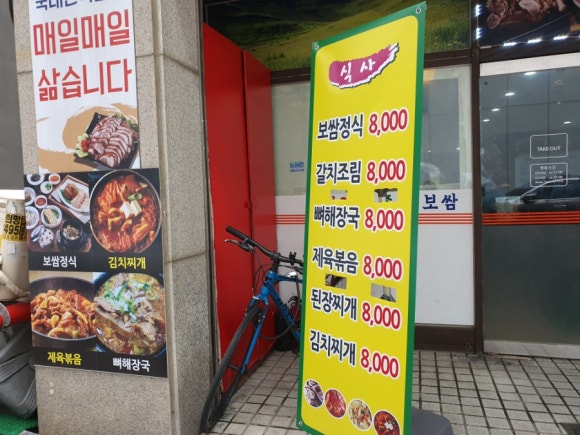 매일매일
삶습니다
보쌈정식
김치찌개
제육볶음
뼈해장국
식사
보쌈정식 8,000
갈치조림 8,000
뼈해장국 8,000
제육볶음 8,000
된장찌개 8,000
김치찌개 8,000
보쌈
TAKE OUT